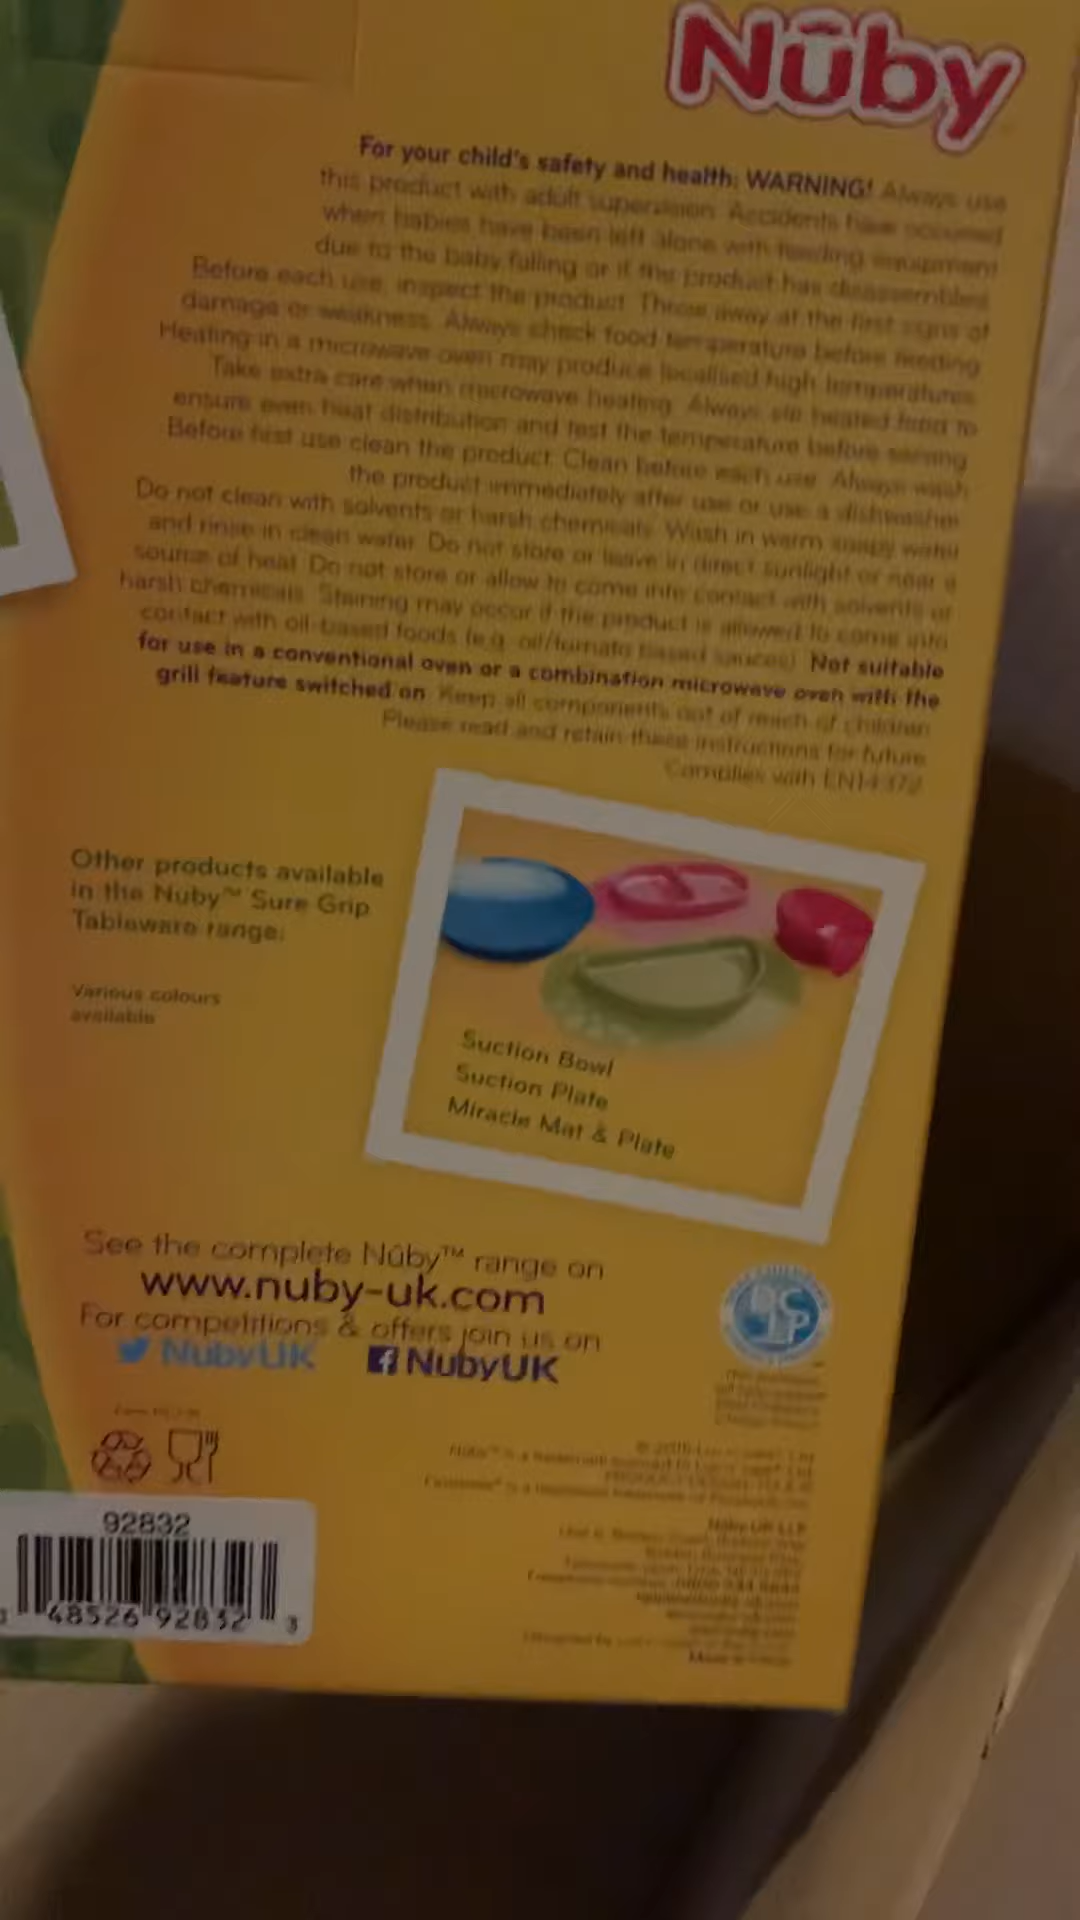 Nūby
For your child's safety and health: WARNING! Always use
this product with adult supervision. Accidents have occurred
when babies have been left alone with feeding equipment
due to the baby falling or if the product has disassembled.
Before each use, inspect the product. Throw away at the first signs of
damage or weakness. Always check food temperature before feeding.
Heating in a microwave oven may produce localised high temperatures.
Take extra care when microwave heating. Always stir heated food to
ensure even heat distribution and test the temperature before serving.
Before first use clean the product. Clean before each use. Always wash
the product immediately after use or use a dishwasher.
Do not clean with solvents or harsh chemicals. Wash in warm soapy water
and rinse in clean water. Do not store or leave in direct sunlight or near a
source of heat. Do not store or allow to come into contact with solvents or
harsh chemicals. Staining may occur if the product is allowed to come into
contact with oil-based foods (e.g. oil/tomato based sauces). Not suitable
for use in a conventional oven or a combination microwave oven with the
grill feature switched on. Keep all components out of reach of children.
Please read and retain these instructions for future
Complies with EN14372
Other products available
in the Nuby™ Sure Grip
Tableware range:
Various colours
available
Suction Bowl
Suction Plate
Miracle Mat & Plate
See the complete Nûby™ range on
www.nuby-uk.com
For competitions & offers join us on
NubyUK NubyUK
92832
48526 92832 3
Nuby UK LLP